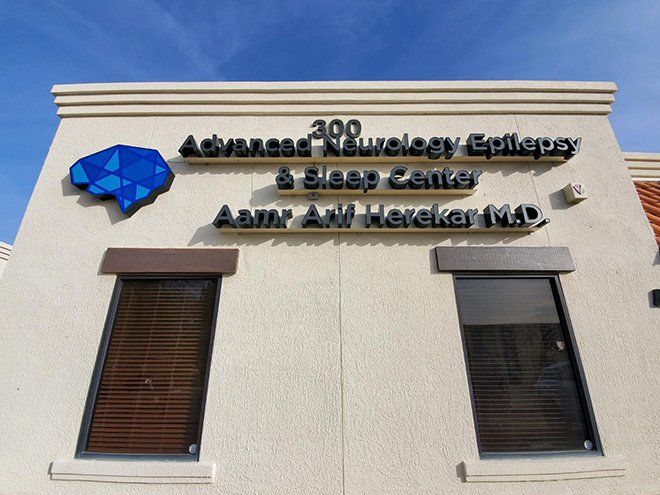 300
Advanced Neurology Epilepsy
& Sleep Center
Aamr Arif Herekar M.D.